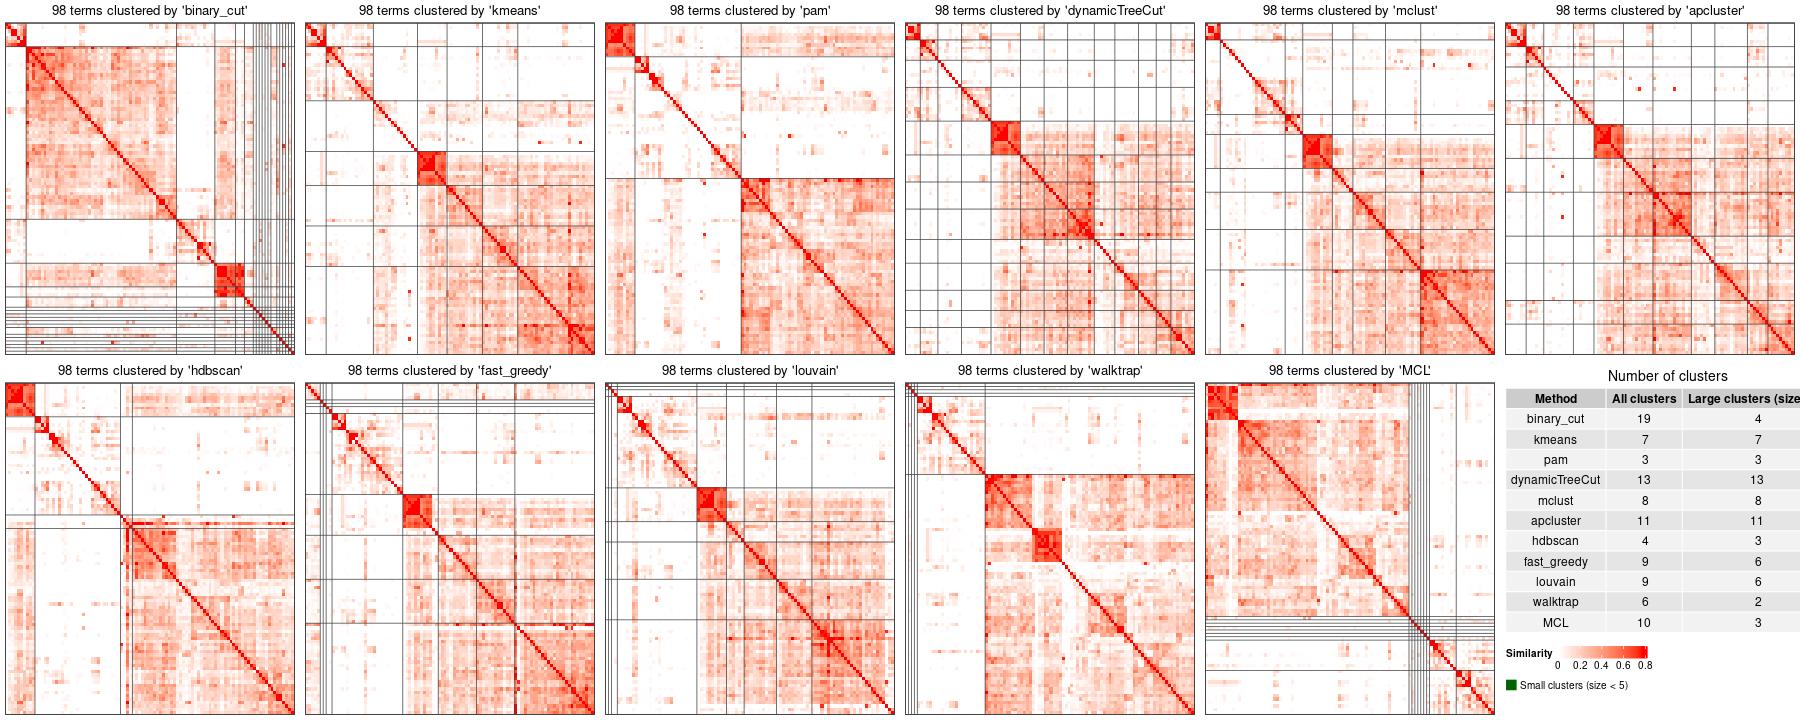 98 terms clustered by 'binary_cut'
98 terms clustered by 'kmeans'
98 terms clustered by 'pam'
98 terms clustered by 'dynamicTreeCut'
98 terms clustered by 'mclust'
98 terms clustered by 'apcluster'
98 terms clustered by 'hdbscan'
98 terms clustered by 'fast_greedy'
98 terms clustered by 'louvain'
98 terms clustered by 'walktrap'
98 terms clustered by 'MCL'
Number of clusters
Method All clusters Large clusters (size
binary_cut 19 4
kmeans 7 7
pam 3 3
dynamicTreeCut 13 13
mclust 8 8
apcluster 11 11
hdbscan 4 3
fast_greedy 9 6
louvain 9 6
walktrap 6 2
MCL 10 3
Similarity
0 0.2 0.4 0.6 0.8
Small clusters (size < 5)